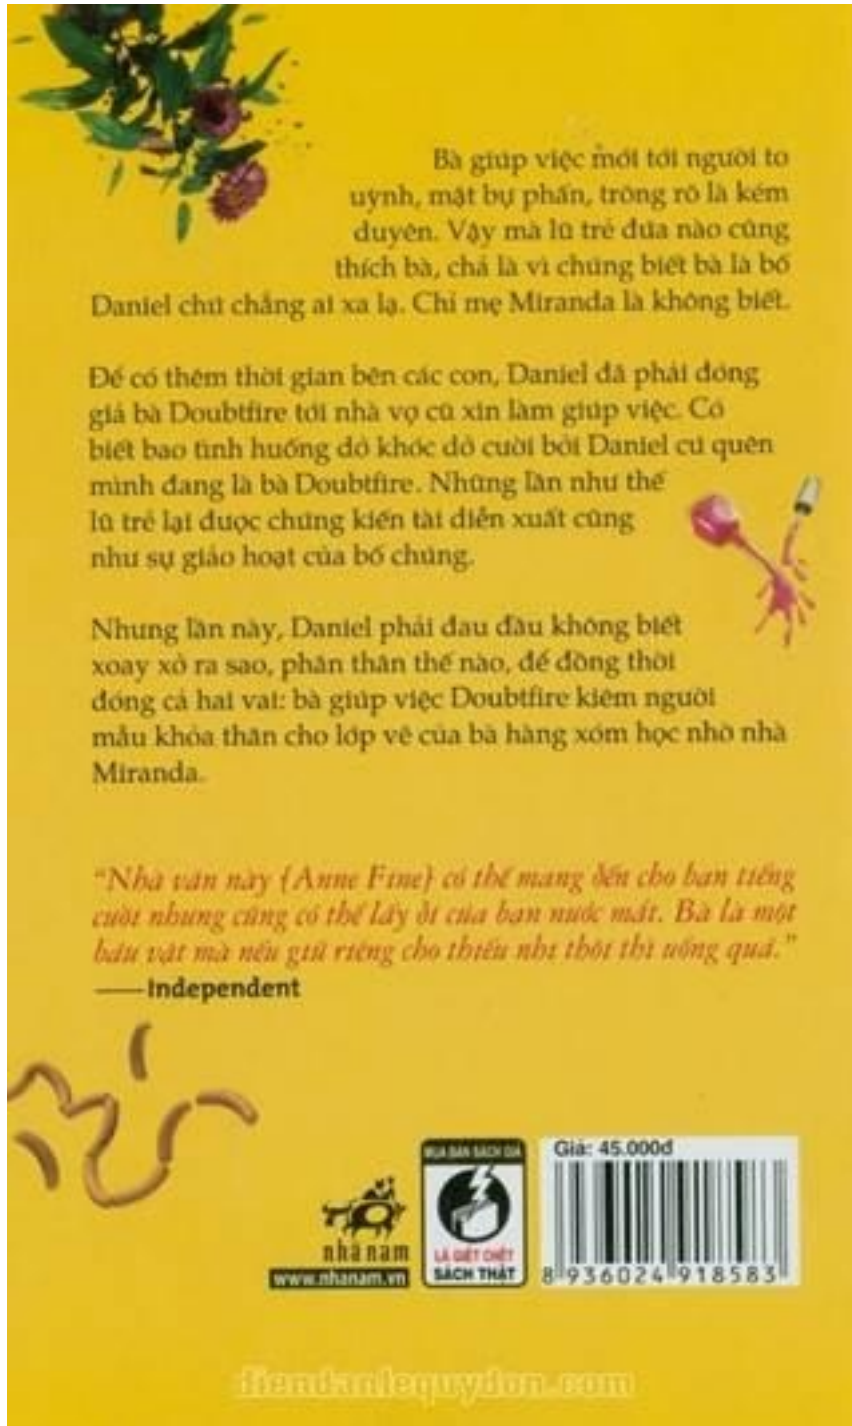 Bà giúp việc mới tới người to
uỳnh, mặt bự phấn, trông rõ là kém
duyên. Vậy mà lũ trẻ đứa nào cũng
thích bà, chả là vì chúng biết bà là bố
Daniel chứ chẳng ai xa lạ. Chỉ mẹ Miranda là không biết.
Để có thêm thời gian bên các con, Daniel đã phải đóng
giả bà Doubtfire tới nhà vợ cũ xin làm giúp việc. Có
biết bao tình huống dở khóc dở cười bởi Daniel cứ quên
mình đang là bà Doubtfire. Những lần như thế
lũ trẻ lại được chứng kiến tài diễn xuất cũng
như sự giảo hoạt của bố chúng.
Nhưng lần này, Daniel phải đau đầu không biết
xoay xở ra sao, phân thân thế nào, để đồng thời
đóng cả hai vai: bà giúp việc Doubtfire kiêm người
mẫu khỏa thân cho lớp vẽ của bà hàng xóm học nhờ nhà
Miranda.
“Nhà văn này {Anne Fine} có thể mang đến cho bạn tiếng
cười nhưng cũng có thể lấy đi của bạn nước mắt. Bà là một
báu vật mà nếu giữ riêng cho thiếu nhi thôi thì uổng quá.”
—Independent
MUA BÁN SÁCH GIẢ
LÀ GIẾT CHẾT
SÁCH THẬT
Giá: 45.000đ
8 936024 918583
nhã nam
www.nhanam.vn
diendanlequydon.com